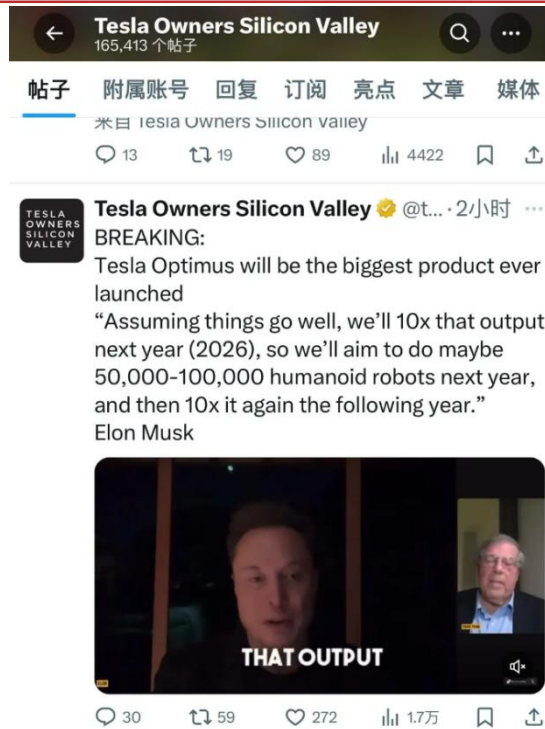 Tesla Owners Silicon Valley
165,413 个帖子
帖子 附属账号 回复 订阅 亮点 文章 媒体
来自 Tesla Owners Silicon Valley
13 19 89 4422
TESLA
OWNERS
SILICON
VALLEY
Tesla Owners Silicon Valley @t... · 2小时
BREAKING:
Tesla Optimus will be the biggest product ever
launched
“Assuming things go well, we’ll 10x that output
next year (2026), so we’ll aim to do maybe
50,000-100,000 humanoid robots next year,
and then 10x it again the following year.”
Elon Musk
THAT OUTPUT
30 59 272 1.7万